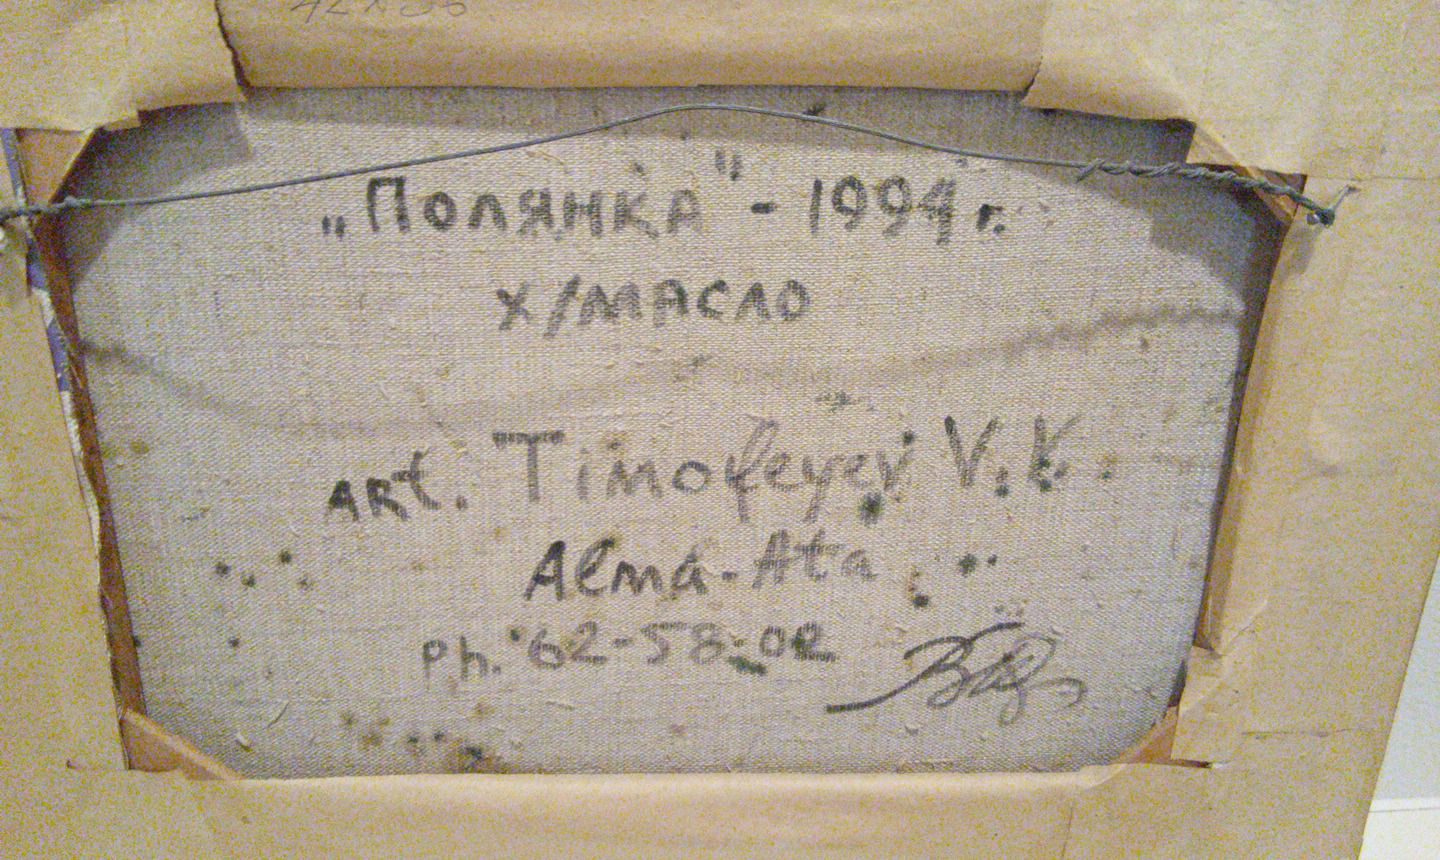 „Полянка" - 1994 г.
х/масло
Art. Timofeyev V.V.
Alma-Ata
Ph. 62-58-02